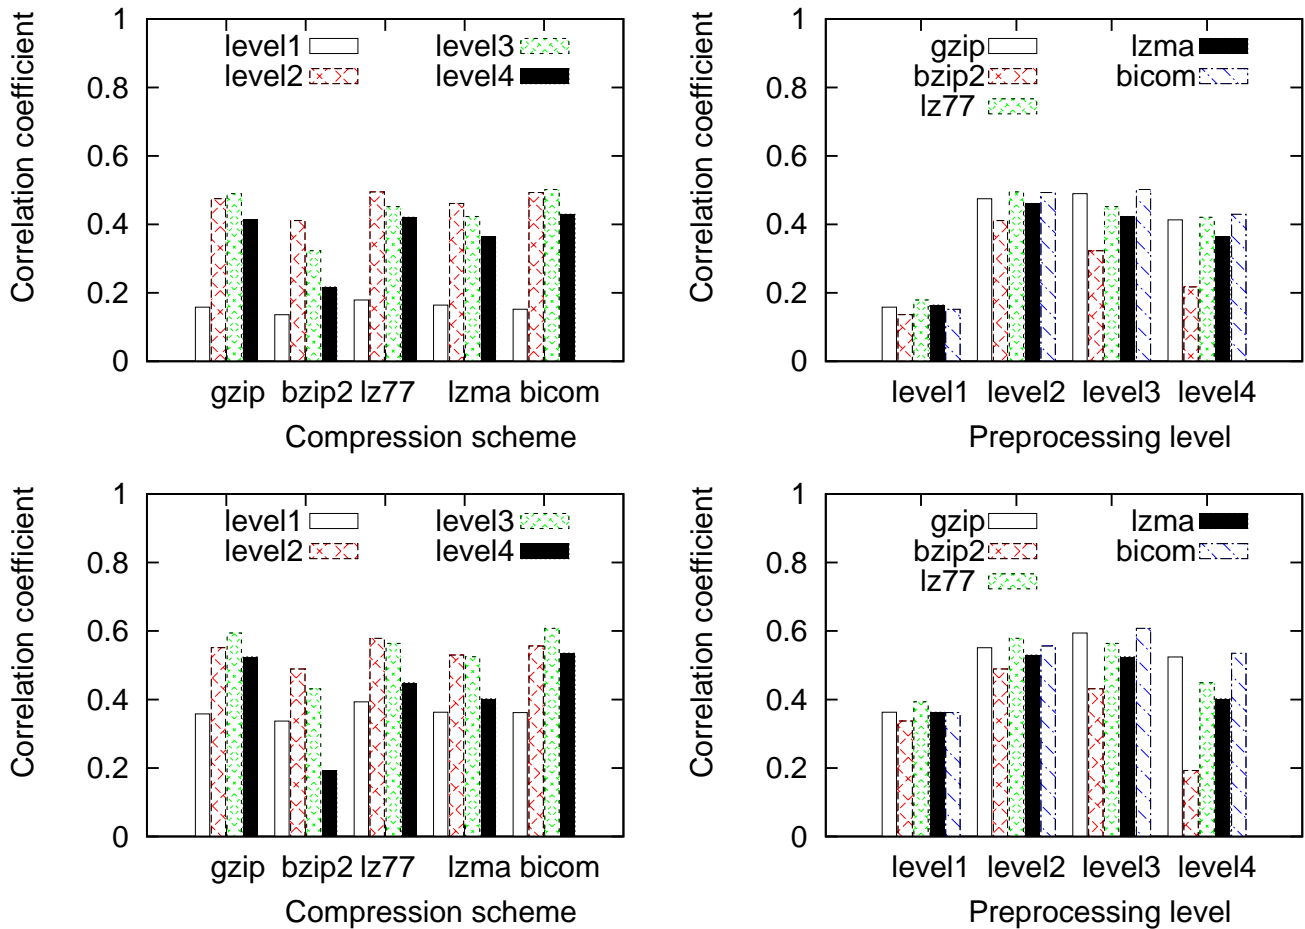 Correlation coefficient
1
0.8
0.6
0.4
0.2
0
level1
level2
level3
level4
gzip bzip2 lz77 lzma bicom
Compression scheme
Correlation coefficient
1
0.8
0.6
0.4
0.2
0
gzip
bzip2
lz77
lzma
bicom
level1 level2 level3 level4
Preprocessing level
Correlation coefficient
1
0.8
0.6
0.4
0.2
0
level1
level2
level3
level4
gzip bzip2 lz77 lzma bicom
Compression scheme
Correlation coefficient
1
0.8
0.6
0.4
0.2
0
gzip
bzip2
lz77
lzma
bicom
level1 level2 level3 level4
Preprocessing level